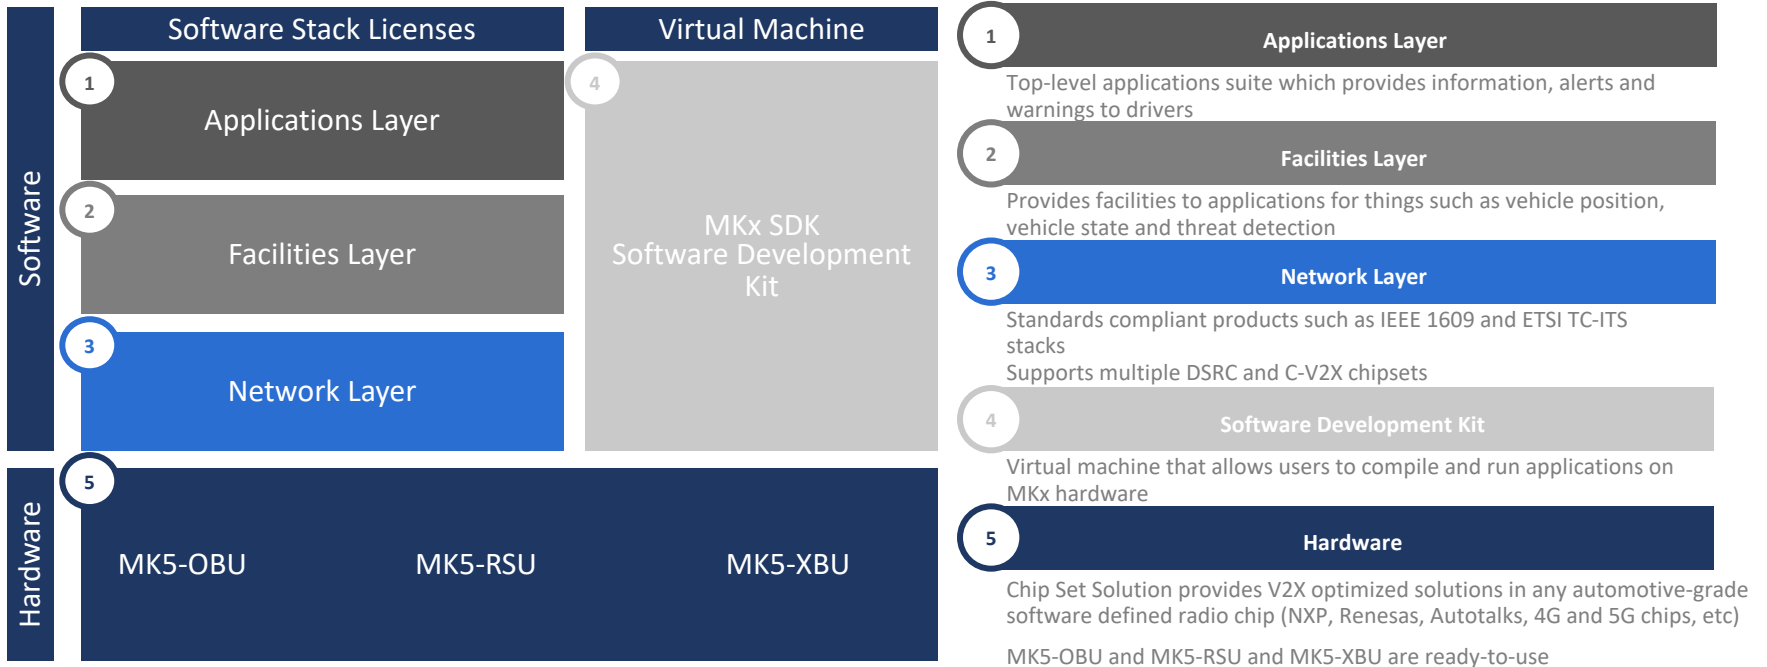 Software Stack Licenses
Virtual Machine
Software
1
Applications Layer
2
Facilities Layer
3
Network Layer
4
MKx SDK
Software Development
Kit
Hardware
5
MK5-OBU
MK5-RSU
MK5-XBU
1
Applications Layer
Top-level applications suite which provides information, alerts and
warnings to drivers
2
Facilities Layer
Provides facilities to applications for things such as vehicle position,
vehicle state and threat detection
3
Network Layer
Standards compliant products such as IEEE 1609 and ETSI TC-ITS
stacks
Supports multiple DSRC and C-V2X chipsets
4
Software Development Kit
Virtual machine that allows users to compile and run applications on
MKx hardware
5
Hardware
Chip Set Solution provides V2X optimized solutions in any automotive-grade
software defined radio chip (NXP, Renesas, Autotalks, 4G and 5G chips, etc)
MK5-OBU and MK5-RSU and MK5-XBU are ready-to-use